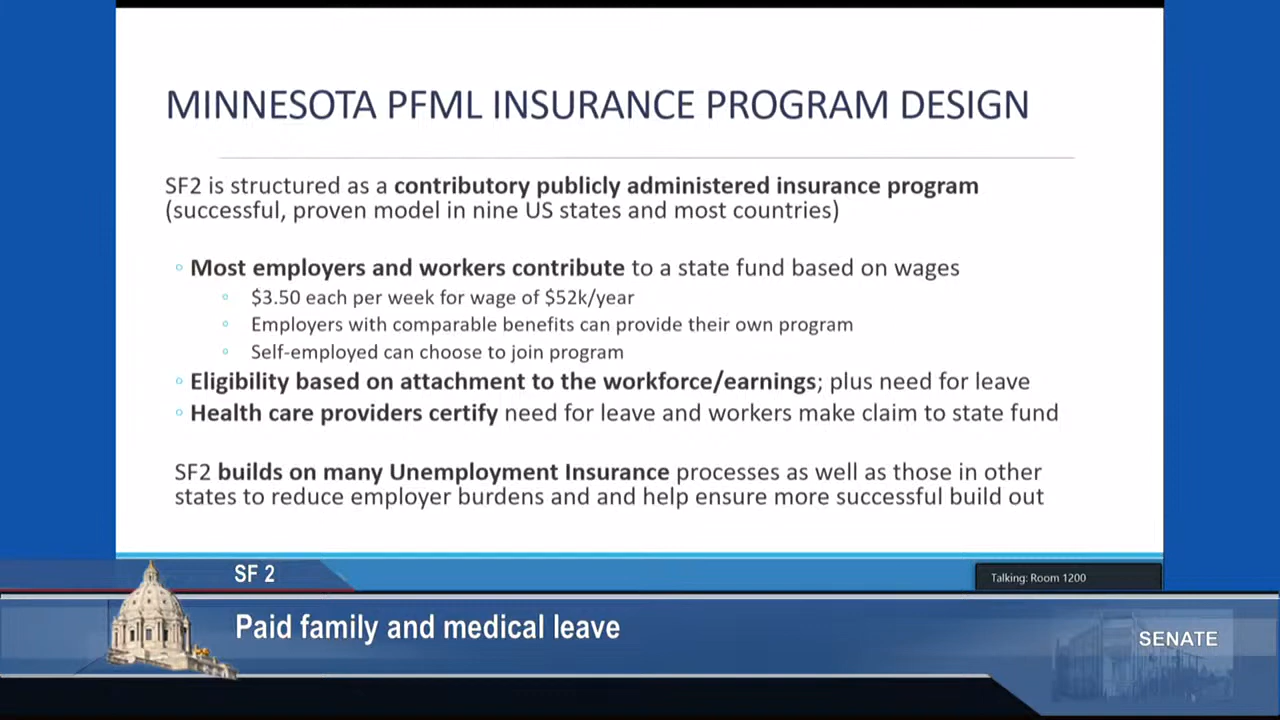 MINNESOTA PFML INSURANCE PROGRAM DESIGN
SF2 is structured as a contributory publicly administered insurance program
(successful, proven model in nine US states and most countries)
Most employers and workers contribute to a state fund based on wages
$3.50 each per week for wage of $52k/year
Employers with comparable benefits can provide their own program
Self-employed can choose to join program
Eligibility based on attachment to the workforce/earnings; plus need for leave
Health care providers certify need for leave and workers make claim to state fund
SF2 builds on many Unemployment Insurance processes as well as those in other
states to reduce employer burdens and and help ensure more successful build out
Talking: Room 1200
SF 2
Paid family and medical leave
SENATE